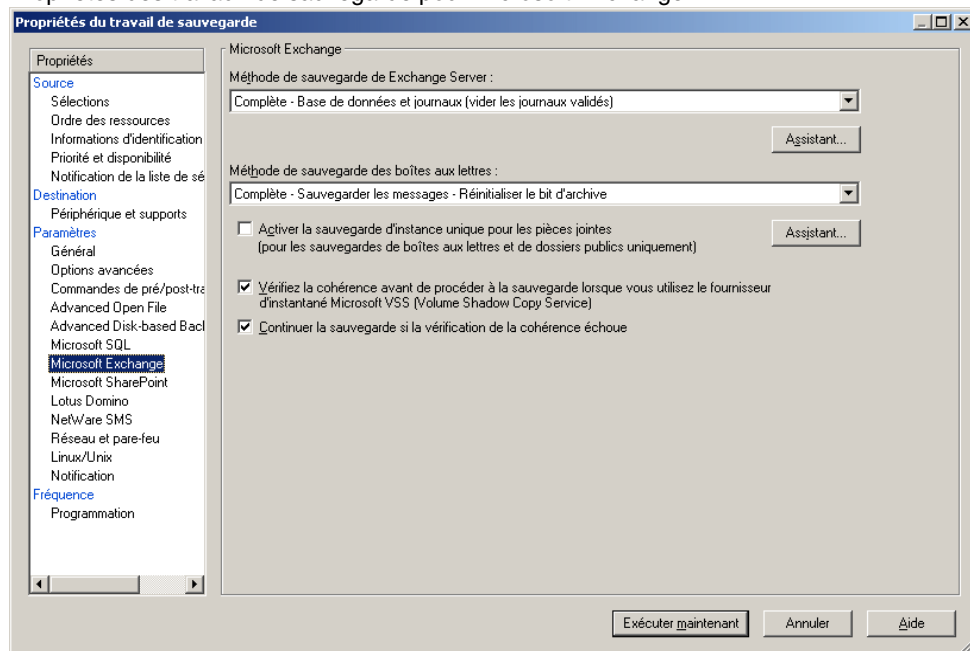 Propriétés du travail de sauvegarde
Propriétés
Source
Sélections
Ordre des ressources
Informations d'identification
Priorité et disponibilité
Notification de la liste de sé
Destination
Périphérique et supports
Paramètres
Général
Options avancées
Commandes de pré/post-tra
Advanced Open File
Advanced Disk-based Bacl
Microsoft SQL
Microsoft Exchange
Microsoft SharePoint
Lotus Domino
NetWare SMS
Réseau et pare-feu
Linux/Unix
Notification
Fréquence
Programmation
Microsoft Exchange
Méthode de sauvegarde de Exchange Server :
Complète - Base de données et journaux (vider les journaux validés)
Assistant...
Méthode de sauvegarde des boîtes aux lettres :
Complète - Sauvegarder les messages - Réinitialiser le bit d'archive
Activer la sauvegarde d'instance unique pour les pièces jointes
(pour les sauvegardes de boîtes aux lettres et de dossiers publics uniquement)
Assistant...
Vérifiez la cohérence avant de procéder à la sauvegarde lorsque vous utilisez le fournisseur
d'instantané Microsoft VSS (Volume Shadow Copy Service)
Continuer la sauvegarde si la vérification de la cohérence échoue
Exécuter maintenant
Annuler
Aide